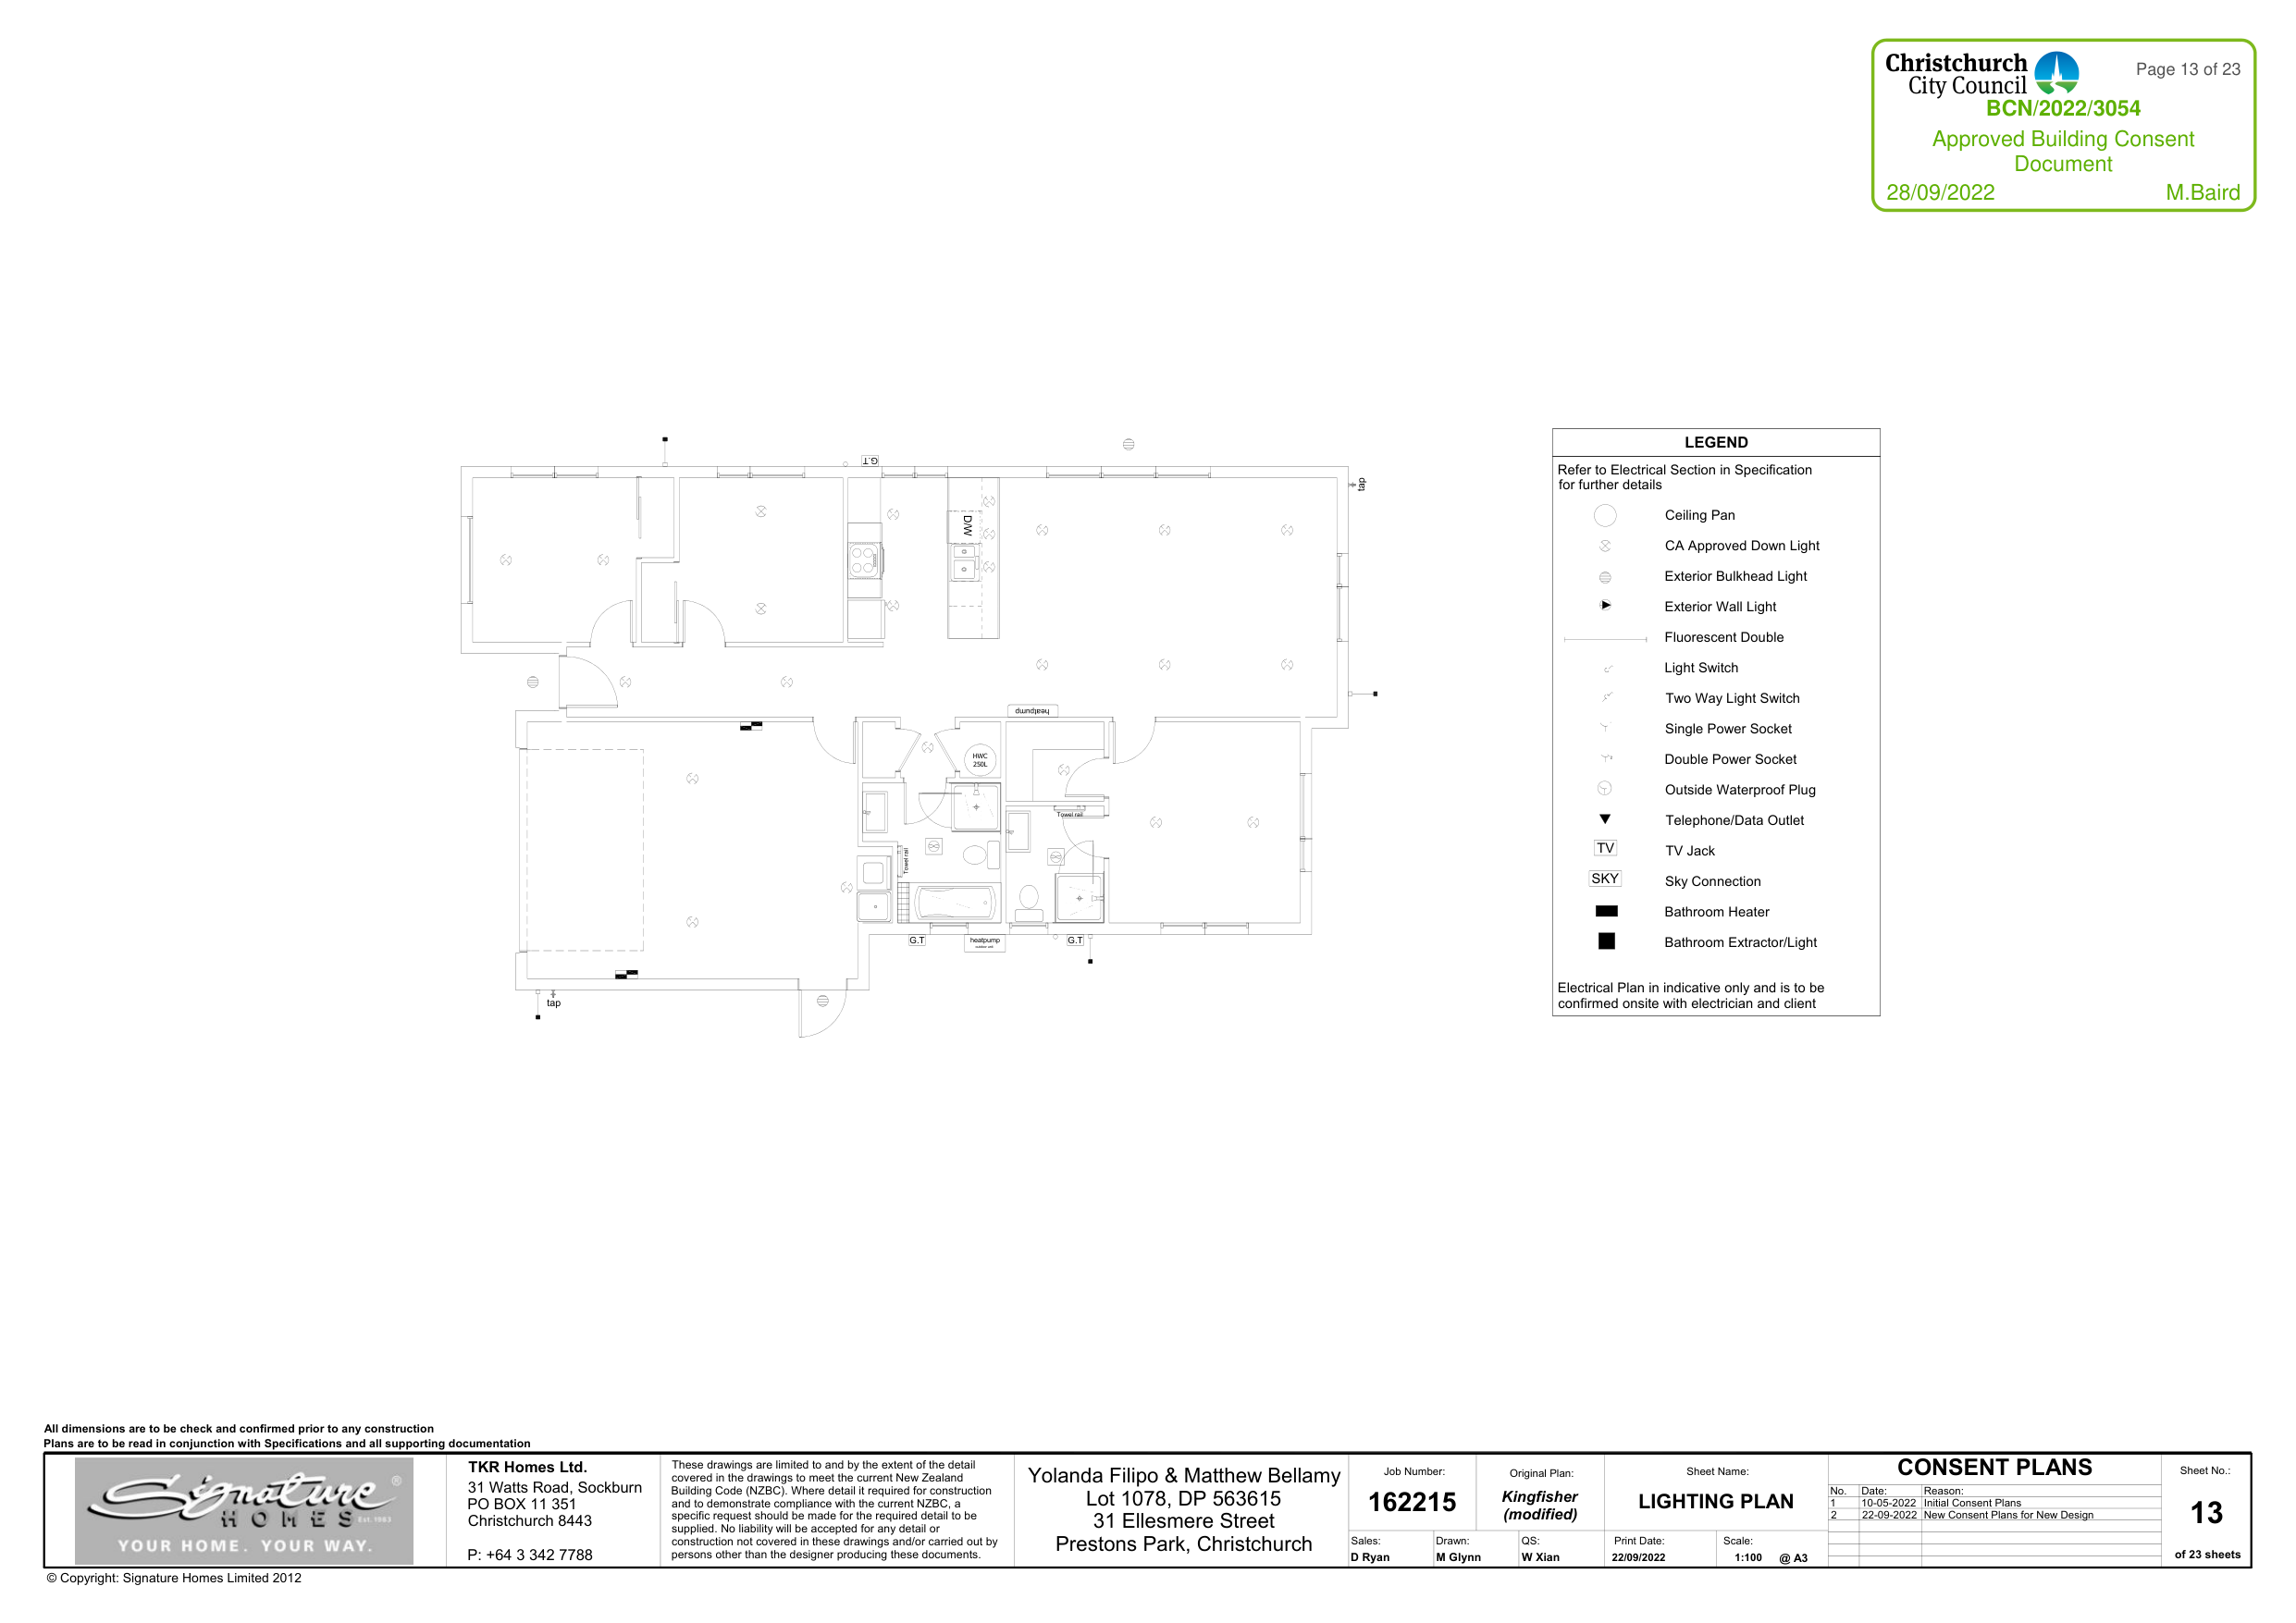 Christchurch
City Council
Page 13 of 23
BCN/2022/3054
Approved Building Consent
Document
28/09/2022 M.Baird
G.T
tap
D/W
heatpump
HWC
250L
Towel rail
Towel rail
G.T
heatpump
outdoor unit
G.T
tap
LEGEND
Refer to Electrical Section in Specification
for further details
Ceiling Pan
CA Approved Down Light
Exterior Bulkhead Light
Exterior Wall Light
Fluorescent Double
Light Switch
Two Way Light Switch
Single Power Socket
Double Power Socket
Outside Waterproof Plug
Telephone/Data Outlet
TV TV Jack
SKY Sky Connection
Bathroom Heater
Bathroom Extractor/Light
Electrical Plan in indicative only and is to be
confirmed onsite with electrician and client
All dimensions are to be check and confirmed prior to any construction
Plans are to be read in conjunction with Specifications and all supporting documentation
Signature ®
HOMES Est. 1983
YOUR HOME. YOUR WAY.
TKR Homes Ltd.
31 Watts Road, Sockburn
PO BOX 11 351
Christchurch 8443
P: +64 3 342 7788
These drawings are limited to and by the extent of the detail
covered in the drawings to meet the current New Zealand
Building Code (NZBC). Where detail it required for construction
and to demonstrate compliance with the current NZBC, a
specific request should be made for the required detail to be
supplied. No liability will be accepted for any detail or
construction not covered in these drawings and/or carried out by
persons other than the designer producing these documents.
Yolanda Filipo & Matthew Bellamy
Lot 1078, DP 563615
31 Ellesmere Street
Prestons Park, Christchurch
Job Number:
162215
Original Plan:
Kingfisher
(modified)
Sheet Name:
LIGHTING PLAN
Sales:
D Ryan
Drawn:
M Glynn
QS:
W Xian
Print Date:
22/09/2022
Scale:
1:100 @ A3
CONSENT PLANS
No. Date: Reason:
1 10-05-2022 Initial Consent Plans
2 22-09-2022 New Consent Plans for New Design
Sheet No.:
13
of 23 sheets
© Copyright: Signature Homes Limited 2012